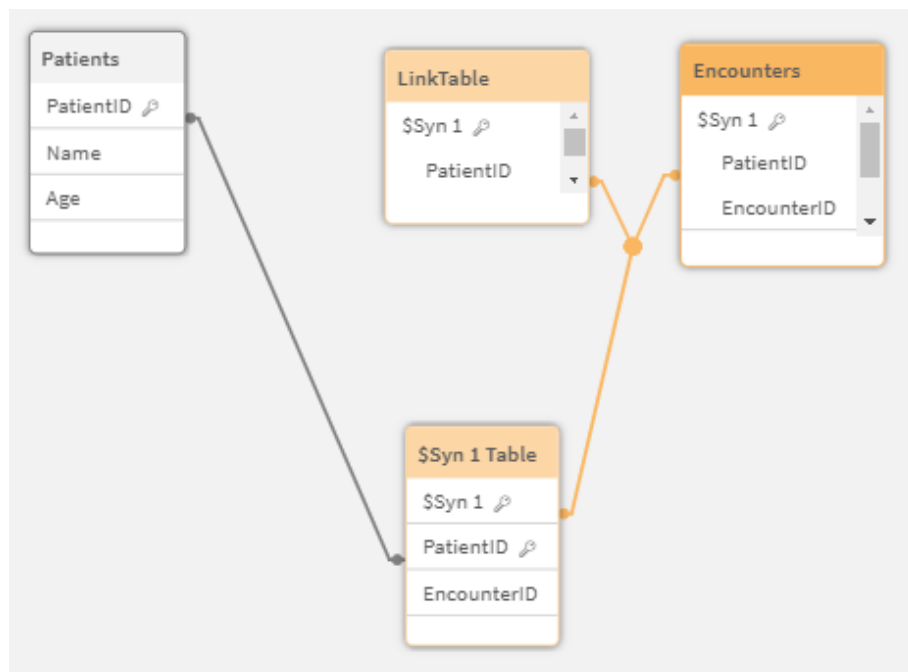 Patients
PatientID
Name
Age
LinkTable
$Syn 1
PatientID
Encounters
$Syn 1
PatientID
EncounterID
$Syn 1 Table
$Syn 1
PatientID
EncounterID